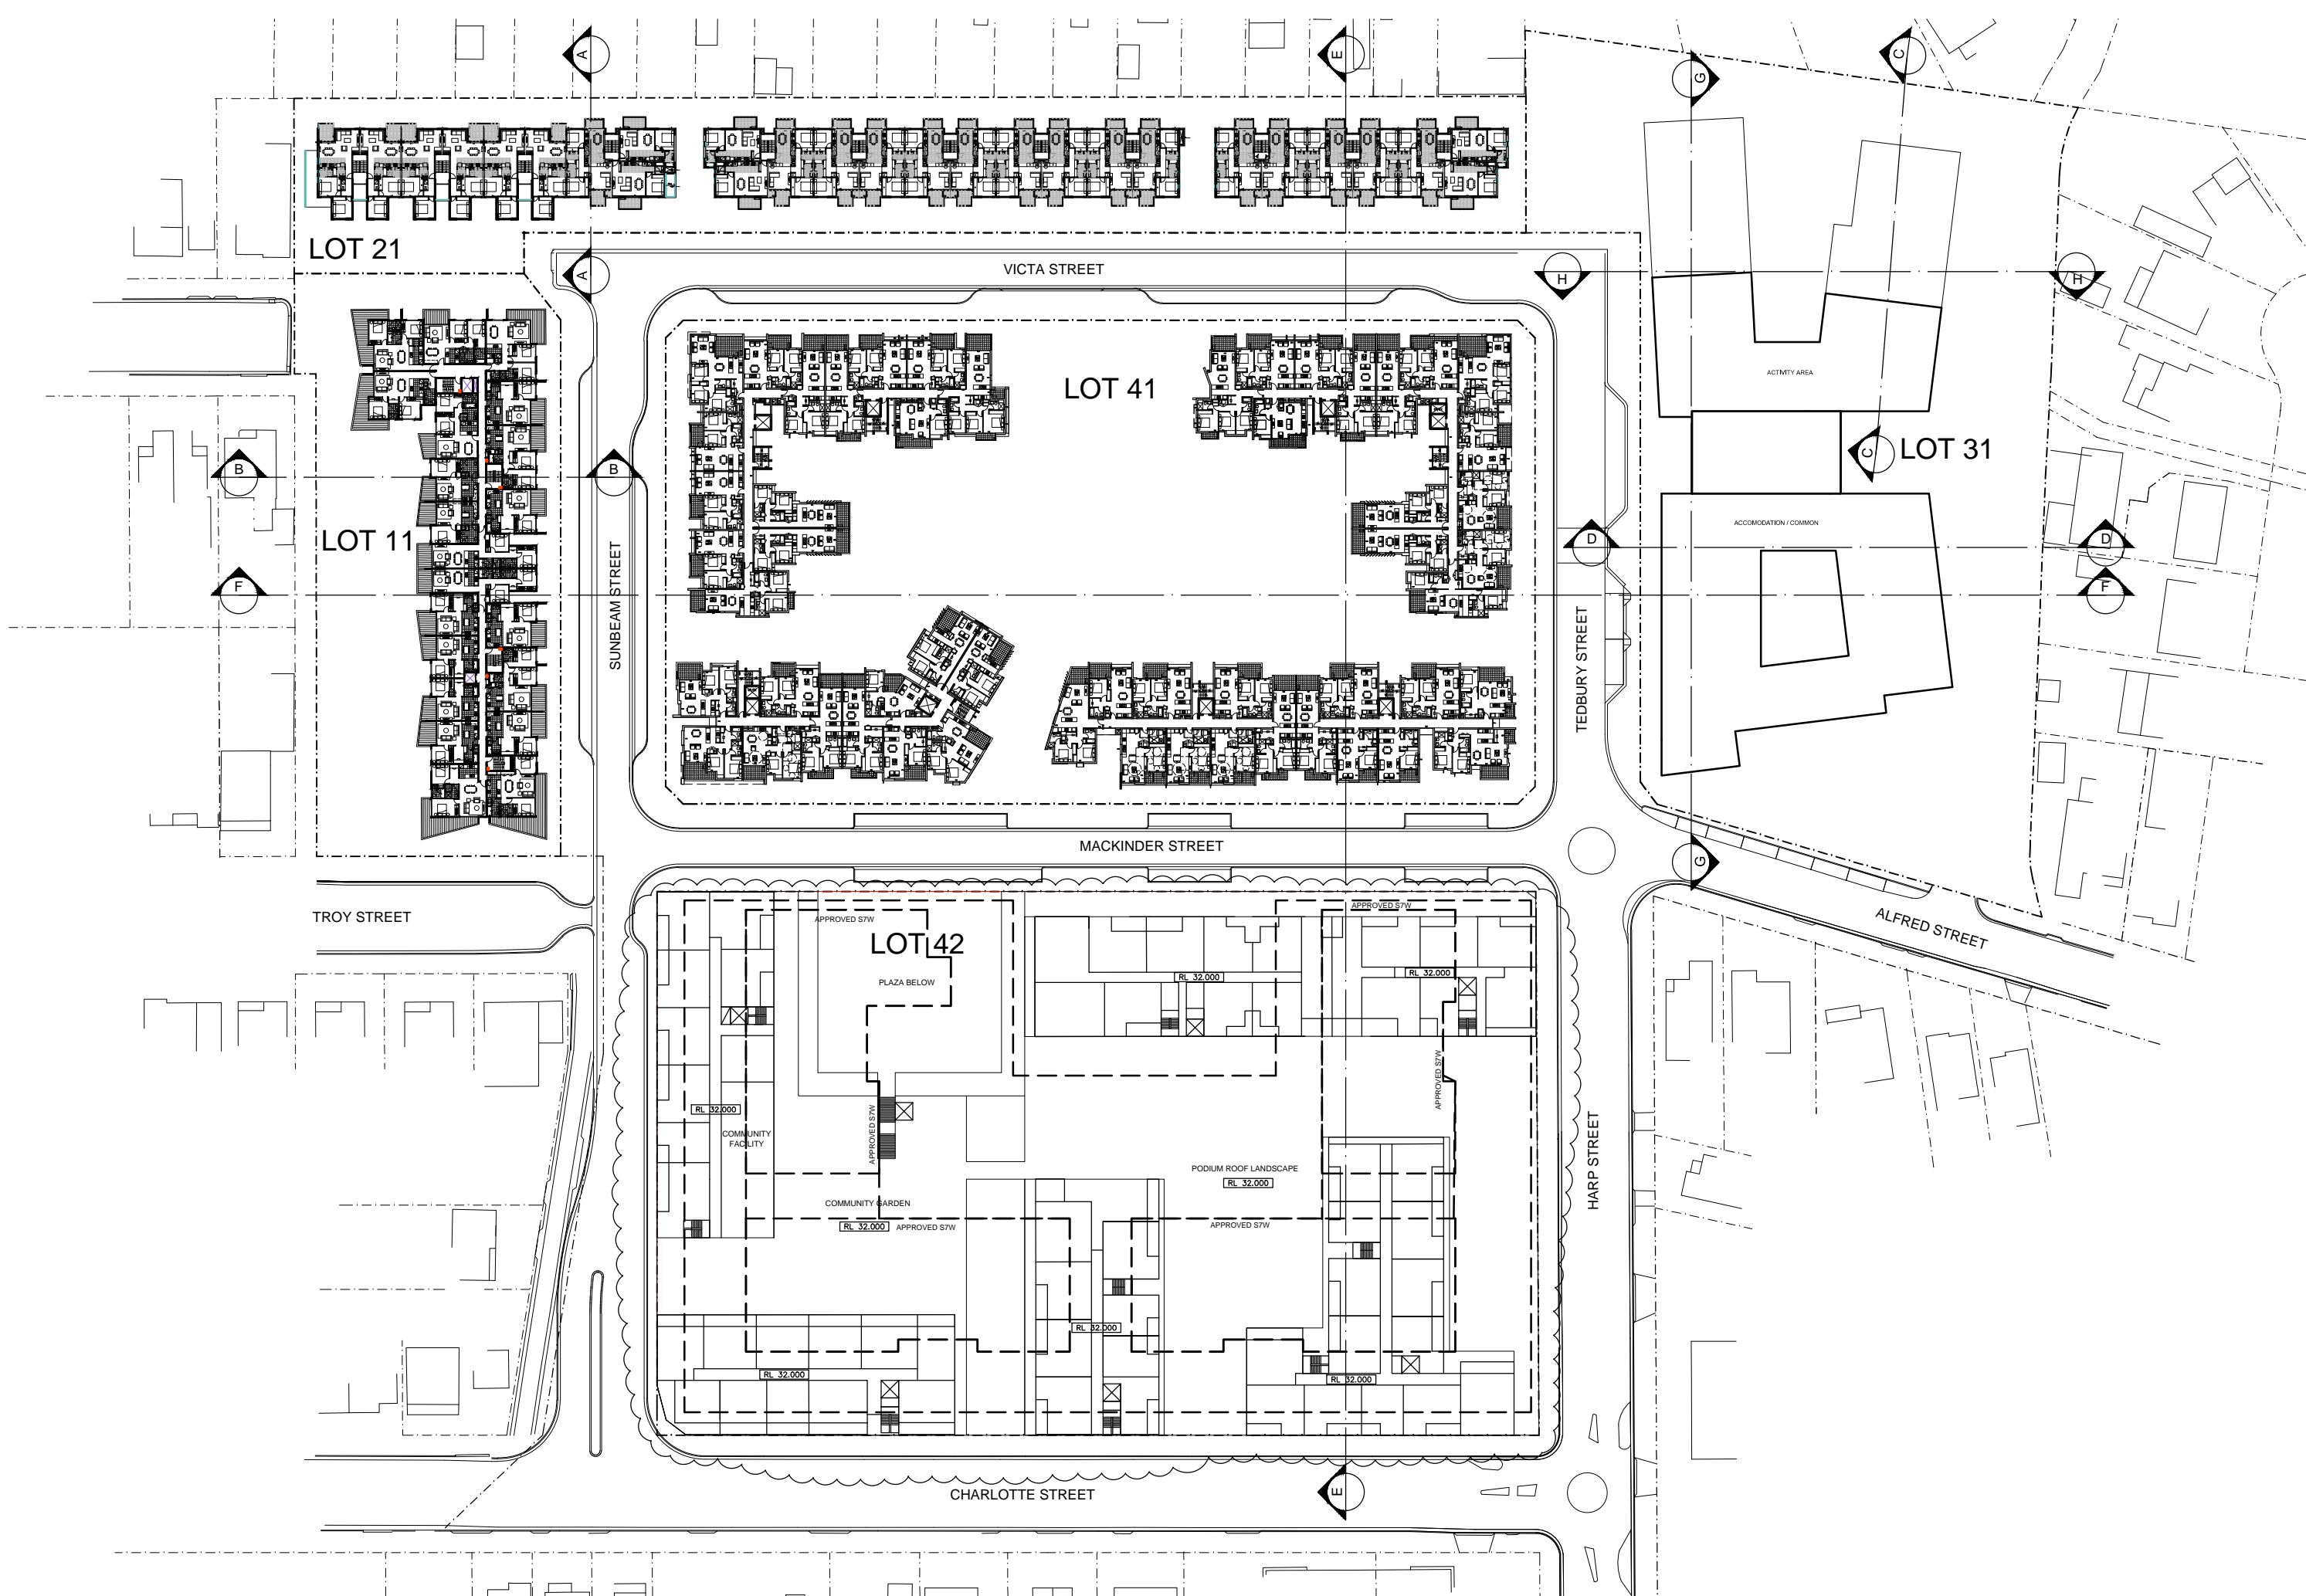 A
E
G
C
LOT 21
A
VICTA STREET
H
H
ACTIVITY AREA
LOT 41
B
B
C
LOT 31
LOT 11
ACCOMODATION / COMMON
D
D
F
F
SUNBEAM STREET
TEDBURY STREET
MACKINDER STREET
G
TROY STREET
ALFRED STREET
APPROVED S7W
APPROVED S7W
LOT 42
PLAZA BELOW
RL 32.000
RL 32.000
APPROVED S7W
RL 32.000
COMMUNITY
FACILITY
APPROVED S7W
HARP STREET
PODIUM ROOF LANDSCAPE
RL 32.000
COMMUNITY GARDEN
RL 32.000
APPROVED S7W
APPROVED S7W
RL 32.000
RL 32.000
RL 32.000
CHARLOTTE STREET
E